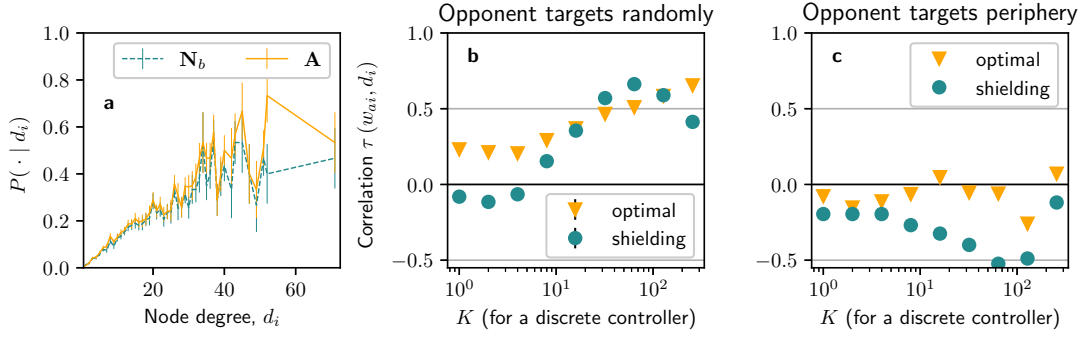 Opponent targets randomly
Opponent targets periphery
1.0
0.8
0.6
0.4
0.2
0.0
P( · | d_i)
N_b
A
a
20
40
60
Node degree, d_i
1.0
0.5
0.0
−0.5
Correlation τ (w_{ai}, d_i)
b
optimal
shielding
10^0
10^1
10^2
K (for a discrete controller)
1.0
0.5
0.0
−0.5
c
optimal
shielding
10^0
10^1
10^2
K (for a discrete controller)